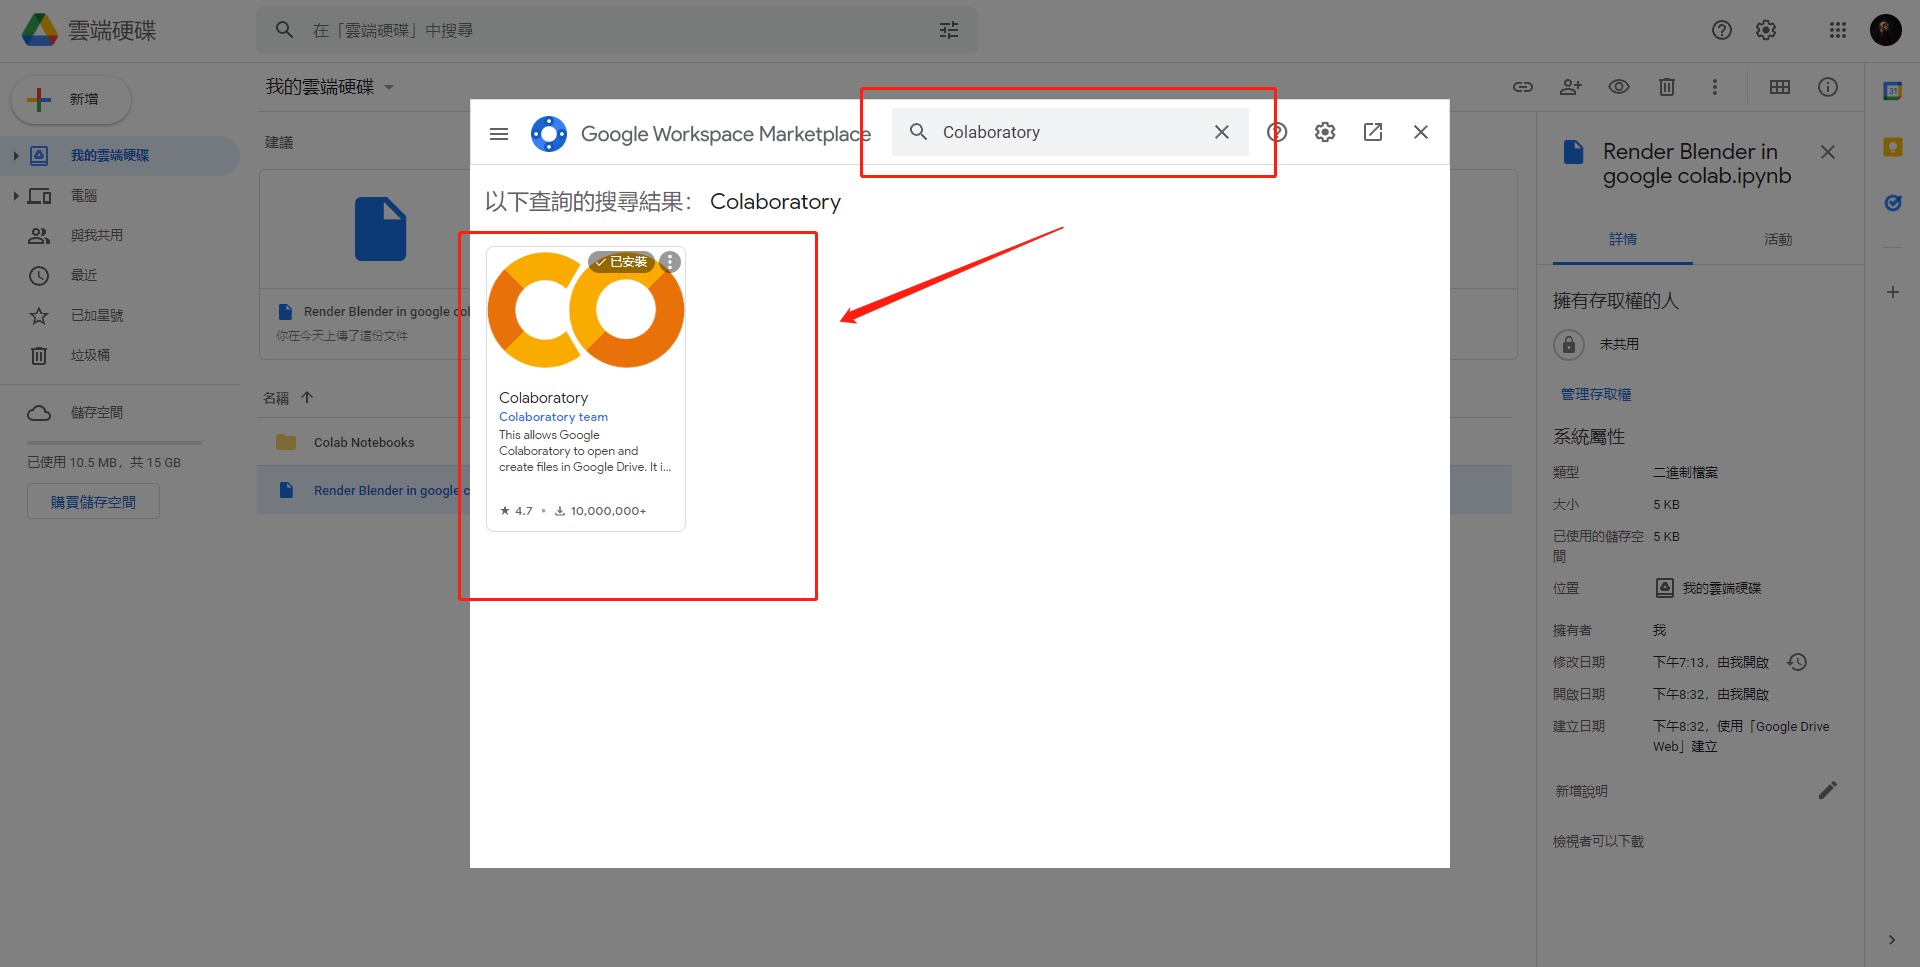 雲端硬碟
在「雲端硬碟」中搜尋
新增
我的雲端硬碟
電腦
與我共用
最近
已加星號
垃圾桶
儲存空間
已使用 10.5 MB，共 15 GB
購買儲存空間
我的雲端硬碟
建議
Render Blender in google col
你在今天上傳了這份文件
名稱
Colab Notebooks
Render Blender in google c
Google Workspace Marketplace
Colaboratory
以下查詢的搜尋結果： Colaboratory
已安裝
Colaboratory
Colaboratory team
This allows Google
Colaboratory to open and
create files in Google Drive. It i...
4.7 • 10,000,000+
Render Blender in
google colab.ipynb
詳情
活動
擁有存取權的人
未共用
管理存取權
系統屬性
類型 二進制檔案
大小 5 KB
已使用的儲存空 5 KB
間
位置 我的雲端硬碟
擁有者 我
修改日期 下午7:13，由我開啟
開啟日期 下午8:32，由我開啟
建立日期 下午8:32，使用「Google Drive
Web」建立
新增說明
檢視者可以下載
31